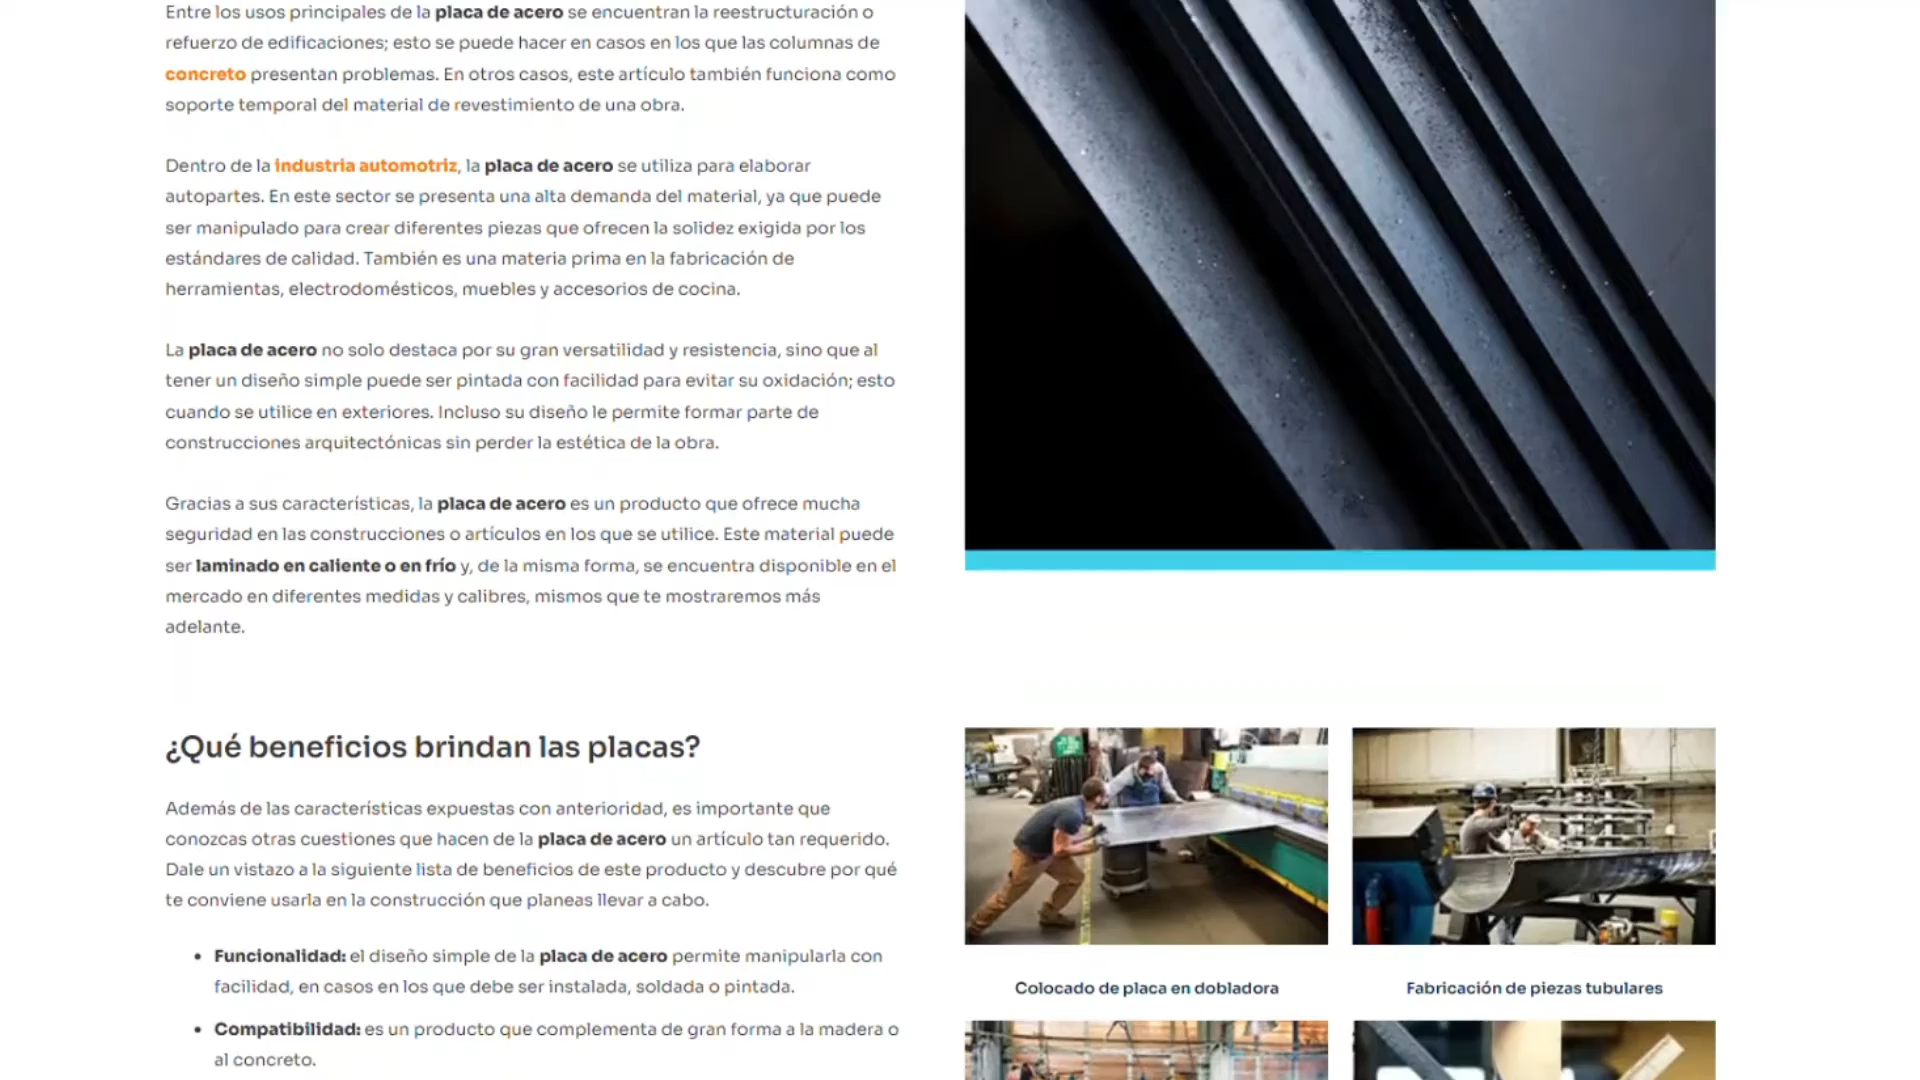 Entre los usos principales de la placa de acero se encuentran la reestructuración o
refuerzo de edificaciones; esto se puede hacer en casos en los que las columnas de
concreto presentan problemas. En otros casos, este artículo también funciona como
soporte temporal del material de revestimiento de una obra.
Dentro de la industria automotriz, la placa de acero se utiliza para elaborar
autopartes. En este sector se presenta una alta demanda del material, ya que puede
ser manipulado para crear diferentes piezas que ofrecen la solidez exigida por los
estándares de calidad. También es una materia prima en la fabricación de
herramientas, electrodomésticos, muebles y accesorios de cocina.
La placa de acero no solo destaca por su gran versatilidad y resistencia, sino que al
tener un diseño simple puede ser pintada con facilidad para evitar su oxidación; esto
cuando se utilice en exteriores. Incluso su diseño le permite formar parte de
construcciones arquitectónicas sin perder la estética de la obra.
Gracias a sus características, la placa de acero es un producto que ofrece mucha
seguridad en las construcciones o artículos en los que se utilice. Este material puede
ser laminado en caliente o en frío y, de la misma forma, se encuentra disponible en el
mercado en diferentes medidas y calibres, mismos que te mostraremos más
adelante.
¿Qué beneficios brindan las placas?
Además de las características expuestas con anterioridad, es importante que
conozcas otras cuestiones que hacen de la placa de acero un artículo tan requerido.
Dale un vistazo a la siguiente lista de beneficios de este producto y descubre por qué
te conviene usarla en la construcción que planeas llevar a cabo.
• Funcionalidad: el diseño simple de la placa de acero permite manipularla con
facilidad, en casos en los que debe ser instalada, soldada o pintada.
• Compatibilidad: es un producto que complementa de gran forma a la madera o
al concreto.
Colocado de placa en dobladora
Fabricación de piezas tubulares